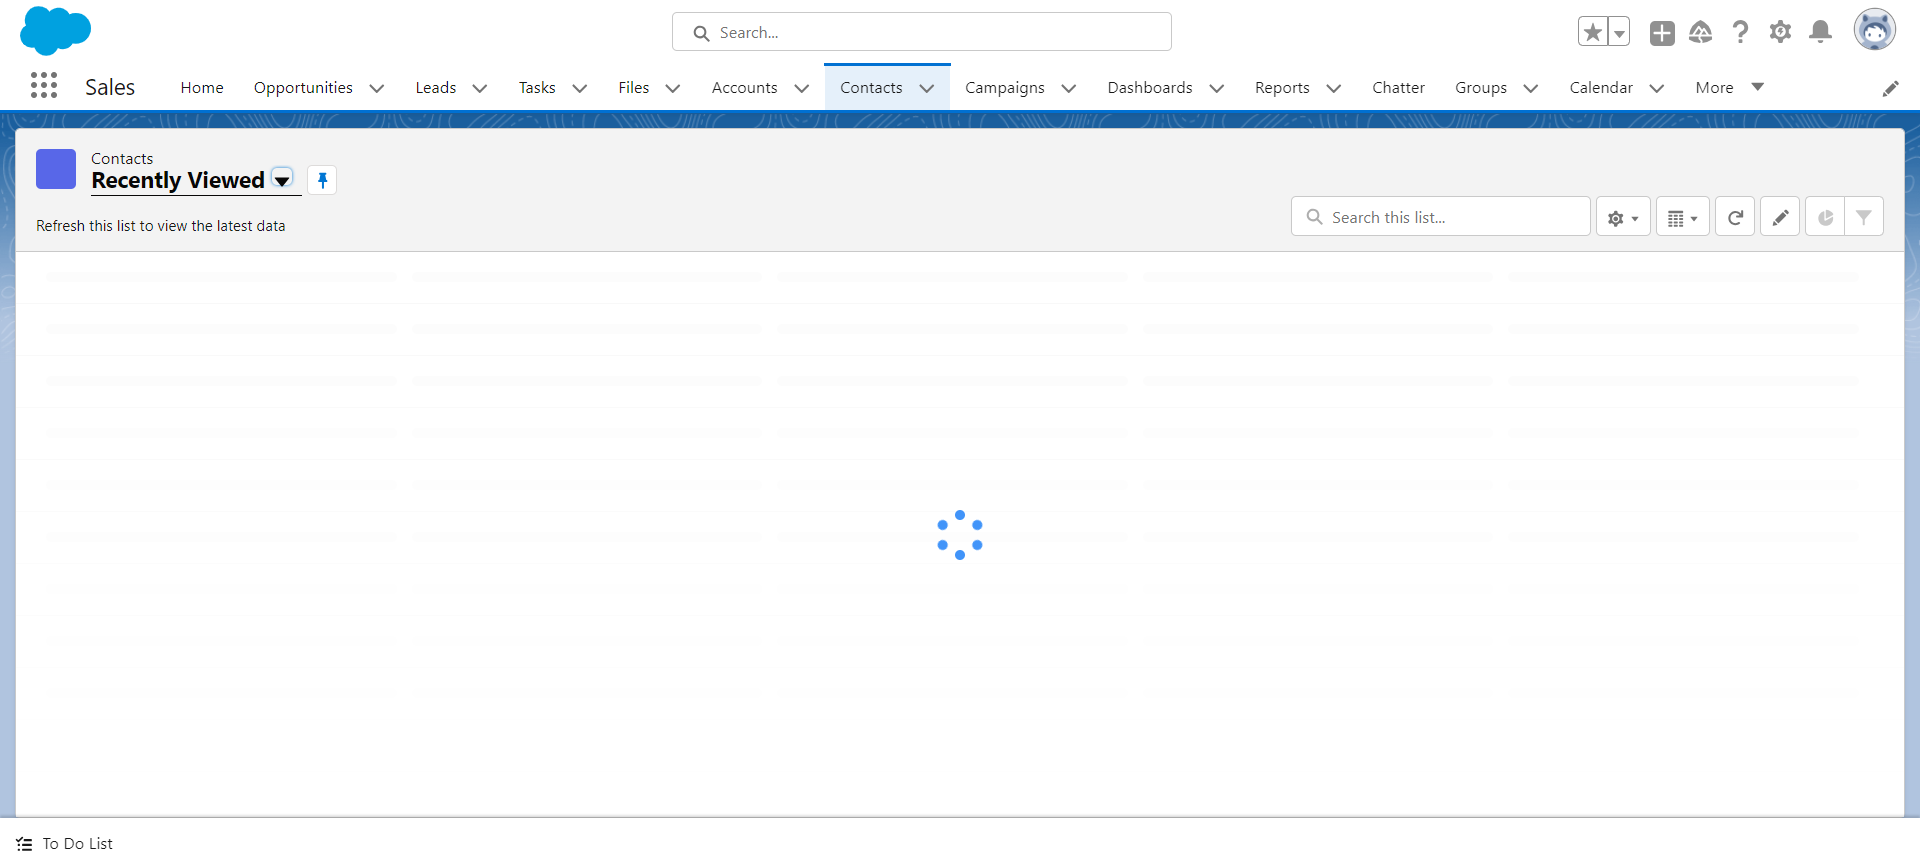 Search...
Sales
Home
Opportunities
Leads
Tasks
Files
Accounts
Contacts
Campaigns
Dashboards
Reports
Chatter
Groups
Calendar
More
Contacts
Recently Viewed
Refresh this list to view the latest data
Search this list...
To Do List